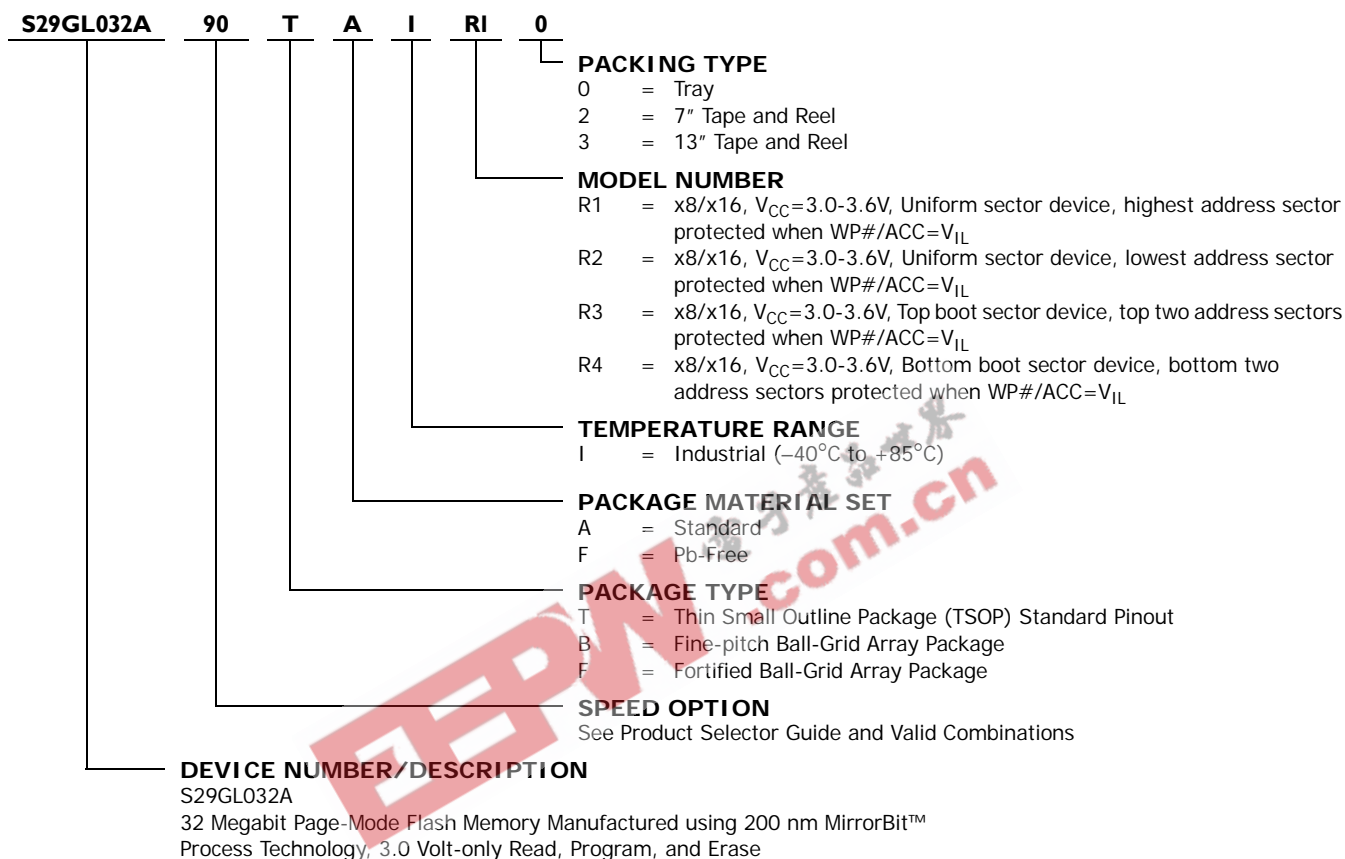 S29GL032A 90 T A I RI 0
PACKING TYPE
0 = Tray
2 = 7″ Tape and Reel
3 = 13″ Tape and Reel
MODEL NUMBER
R1 = x8/x16, VCC=3.0-3.6V, Uniform sector device, highest address sector
protected when WP#/ACC=VIL
R2 = x8/x16, VCC=3.0-3.6V, Uniform sector device, lowest address sector
protected when WP#/ACC=VIL
R3 = x8/x16, VCC=3.0-3.6V, Top boot sector device, top two address sectors
protected when WP#/ACC=VIL
R4 = x8/x16, VCC=3.0-3.6V, Bottom boot sector device, bottom two
address sectors protected when WP#/ACC=VIL
TEMPERATURE RANGE
I = Industrial (–40°C to +85°C)
PACKAGE MATERIAL SET
A = Standard
F = Pb-Free
PACKAGE TYPE
T = Thin Small Outline Package (TSOP) Standard Pinout
B = Fine-pitch Ball-Grid Array Package
F = Fortified Ball-Grid Array Package
SPEED OPTION
See Product Selector Guide and Valid Combinations
DEVICE NUMBER/DESCRIPTION
S29GL032A
32 Megabit Page-Mode Flash Memory Manufactured using 200 nm MirrorBit™
Process Technology, 3.0 Volt-only Read, Program, and Erase
EEPW .com.cn
电子产品世界